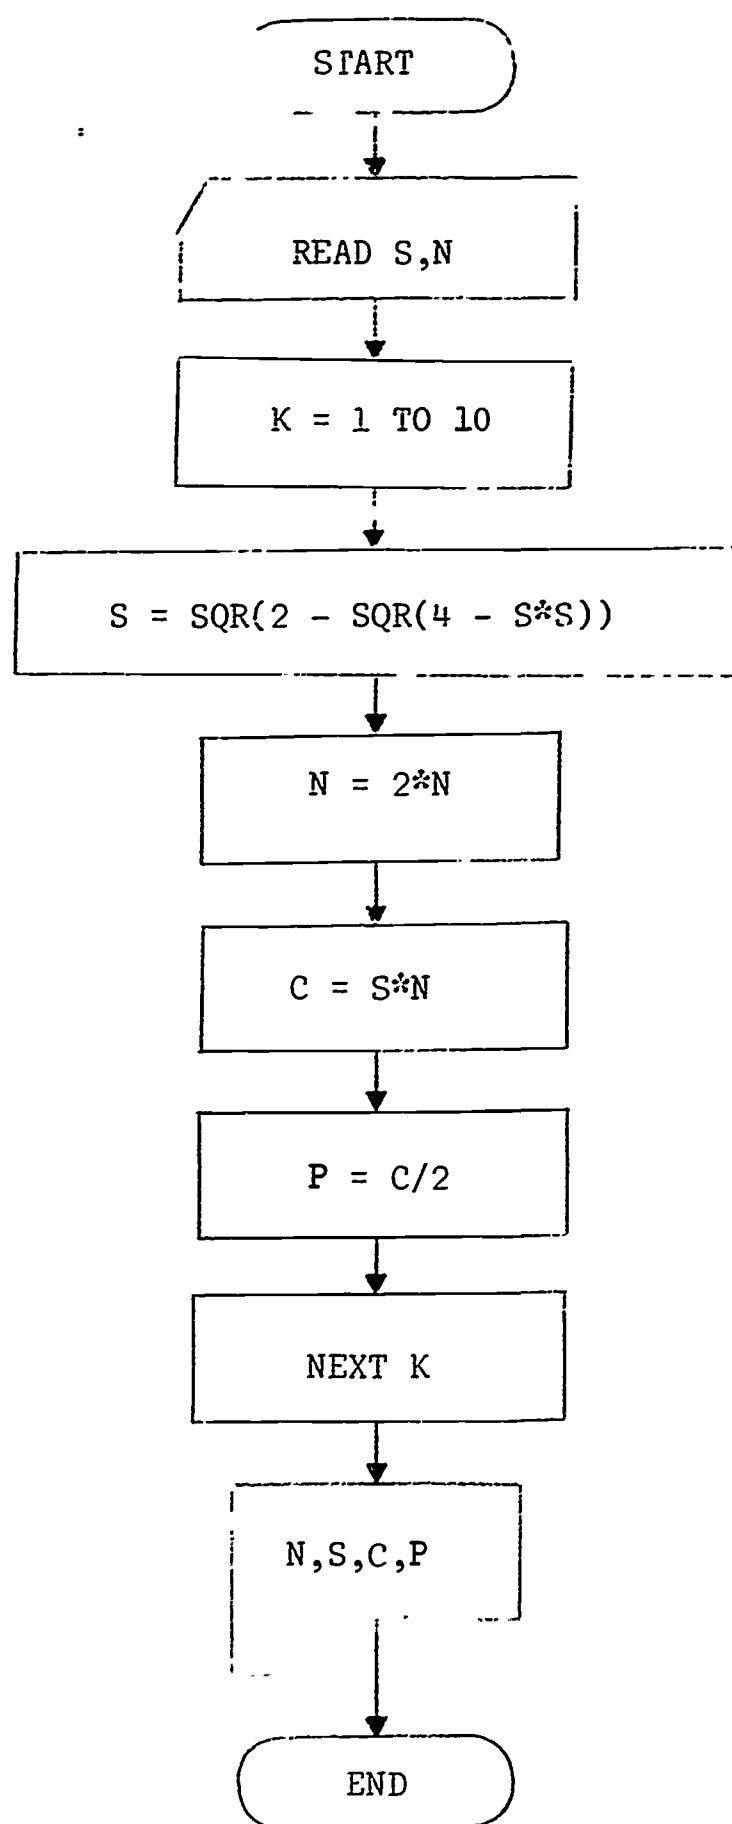 START
READ S,N
K = 1 TO 10
S = SQR(2 - SQR(4 - S*S))
N = 2*N
C = S*N
P = C/2
NEXT K
N,S,C,P
END